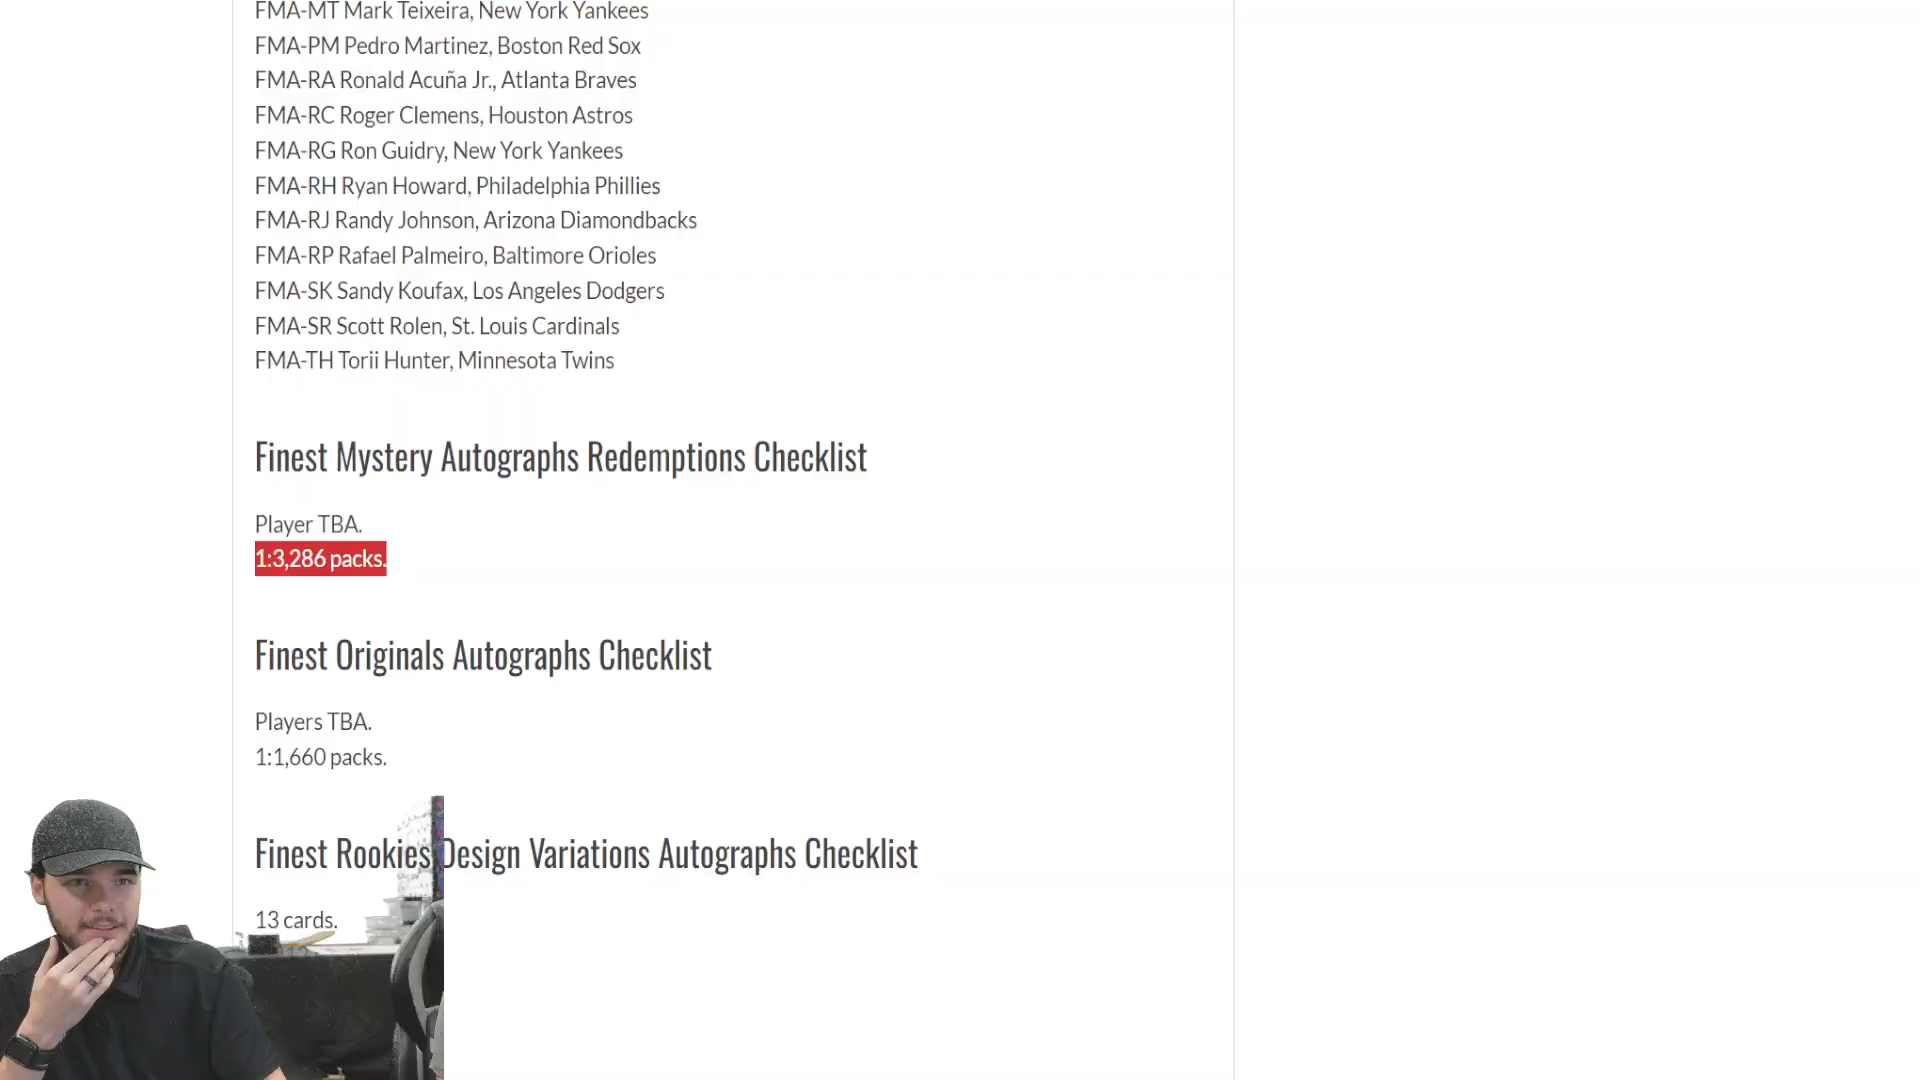 FMA-MT Mark Teixeira, New York Yankees
FMA-PM Pedro Martinez, Boston Red Sox
FMA-RA Ronald Acuña Jr., Atlanta Braves
FMA-RC Roger Clemens, Houston Astros
FMA-RG Ron Guidry, New York Yankees
FMA-RH Ryan Howard, Philadelphia Phillies
FMA-RJ Randy Johnson, Arizona Diamondbacks
FMA-RP Rafael Palmeiro, Baltimore Orioles
FMA-SK Sandy Koufax, Los Angeles Dodgers
FMA-SR Scott Rolen, St. Louis Cardinals
FMA-TH Torii Hunter, Minnesota Twins
Finest Mystery Autographs Redemptions Checklist
Player TBA.
1:3,286 packs.
Finest Originals Autographs Checklist
Players TBA.
1:1,660 packs.
Finest Rookies Design Variations Autographs Checklist
13 cards.